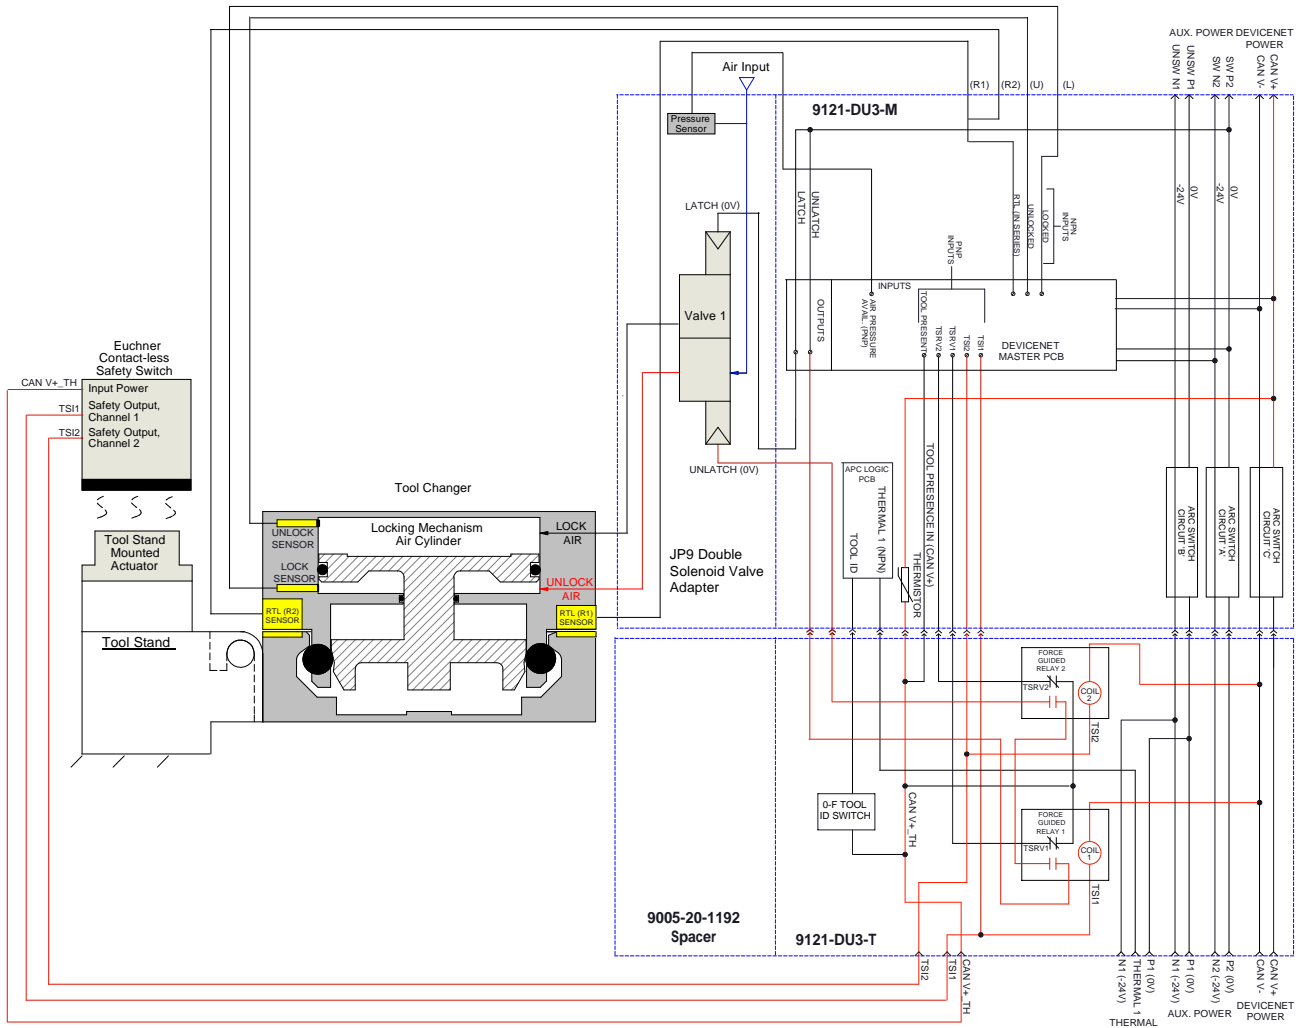 AUX. POWER
DEVICENET
POWER
UNSW N1
UNSW P1
SW N2
SW P2
CAN V-
CAN V+
Air Input
(R1)
(R2)
(U)
(L)
9121-DU3-M
Pressure
Sensor
LATCH (0V)
LATCH
UNLATCH
RTL (IN SERIES)
UNLOCKED
LOCKED
NPN
INPUTS
PNP
INPUTS
-24V
0V
-24V
0V
INPUTS
OUTPUTS
AIR PRESSURE
AVAIL. (PNP)
TOOL PRESENT
TSRV2
TSRV1
TSI2
TSI1
DEVICENET
MASTER PCB
Valve 1
UNLATCH (0V)
Euchner
Contact-less
Safety Switch
CAN V+_TH
Input Power
TSI1
Safety Output,
Channel 1
TSI2
Safety Output,
Channel 2
Tool Stand
Mounted
Actuator
Tool Stand
Tool Changer
UNLOCK
SENSOR
Locking Mechanism
Air Cylinder
LOCK
AIR
LOCK
SENSOR
UNLOCK
AIR
RTL (R2)
SENSOR
RTL (R1)
SENSOR
JP9 Double
Solenoid Valve
Adapter
APC LOGIC
PCB
THERMAL 1 (NPN)
TOOL ID
TOOL PRESENCE IN (CAN V+)
THERMISTOR
ARC SWITCH
CIRCUIT 'B'
ARC SWITCH
CIRCUIT 'A'
ARC SWITCH
CIRCUIT 'C'
FORCE
GUIDED
RELAY 2
TSRV2
COIL
2
TSI2
0-F TOOL
ID SWITCH
CAN V+_TH
FORCE
GUIDED
RELAY 1
TSRV1
COIL
1
TSI1
9005-20-1192
Spacer
9121-DU3-T
TSI2
TSI1
CAN V+_TH
N1 (-24V)
THERMAL 1
P1 (0V)
N1 (-24V)
P1 (0V)
N2 (-24V)
P2 (0V)
CAN V-
CAN V+
THERMAL
AUX. POWER
DEVICENET
POWER